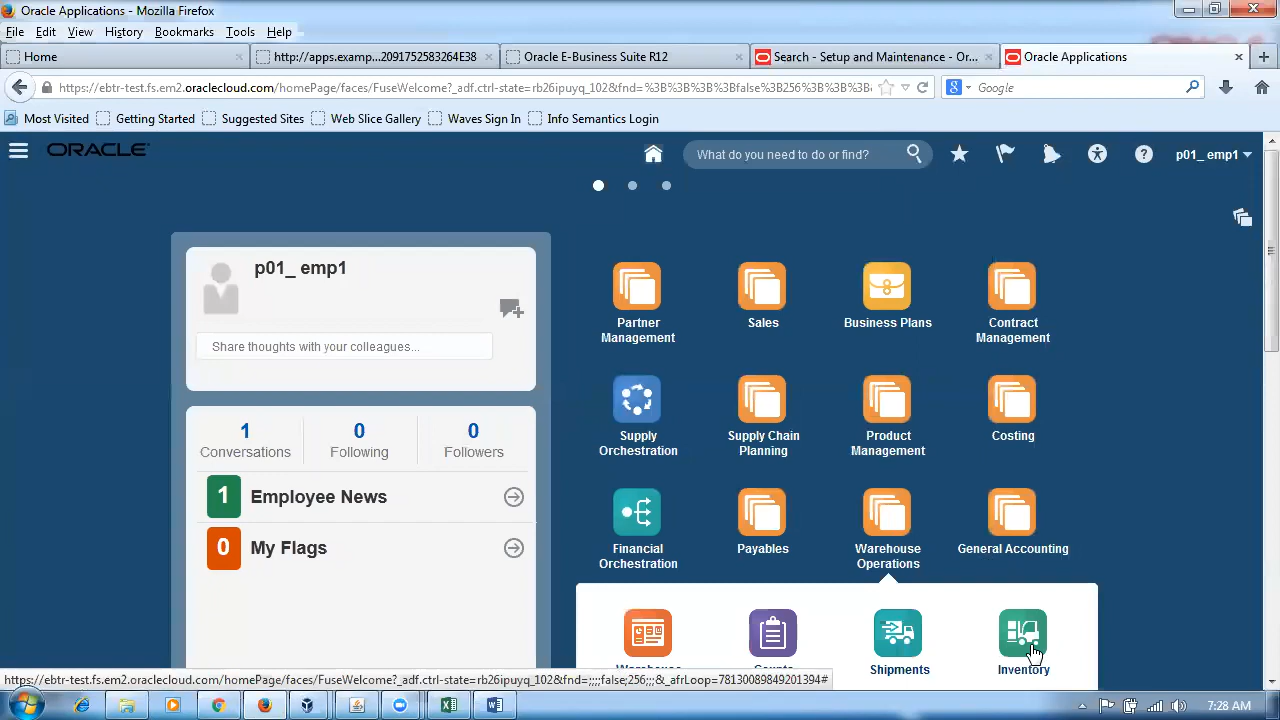 Oracle Applications - Mozilla Firefox
File Edit View History Bookmarks Tools Help
Home
http://apps.examp...2091752583264E38
Oracle E-Business Suite R12
Search - Setup and Maintenance - Or...
Oracle Applications
https://ebtr-test.fs.em2.oraclecloud.com/homePage/faces/FuseWelcome?_adf.ctrl-state=rb26ipuyq_102&fnd=%3B%3B%3Bfalse%3B256%3B%3B%3B&
Google
Most Visited Getting Started Suggested Sites Web Slice Gallery Waves Sign In Info Semantics Collection
ORACLE
What do you need to do or find?
p01_ emp1
p01_ emp1
Share thoughts with your colleagues...
1 0 0
Conversations Following Followers
1 Employee News
0 My Flags
Partner
Management
Sales
Business Plans
Contract
Management
Supply
Orchestration
Supply Chain
Planning
Product
Management
Costing
Financial
Orchestration
Payables
Warehouse
Operations
General Accounting
Warehouse
Counts
Shipments
Inventory
https://ebtr-test.fs.em2.oraclecloud.com/homePage/faces/FuseWelcome?_adf.ctrl-state=rb26ipuyq_102&fnd=;;;;false;256;;;&_afrLoop=78130089849201394#
7:28 AM